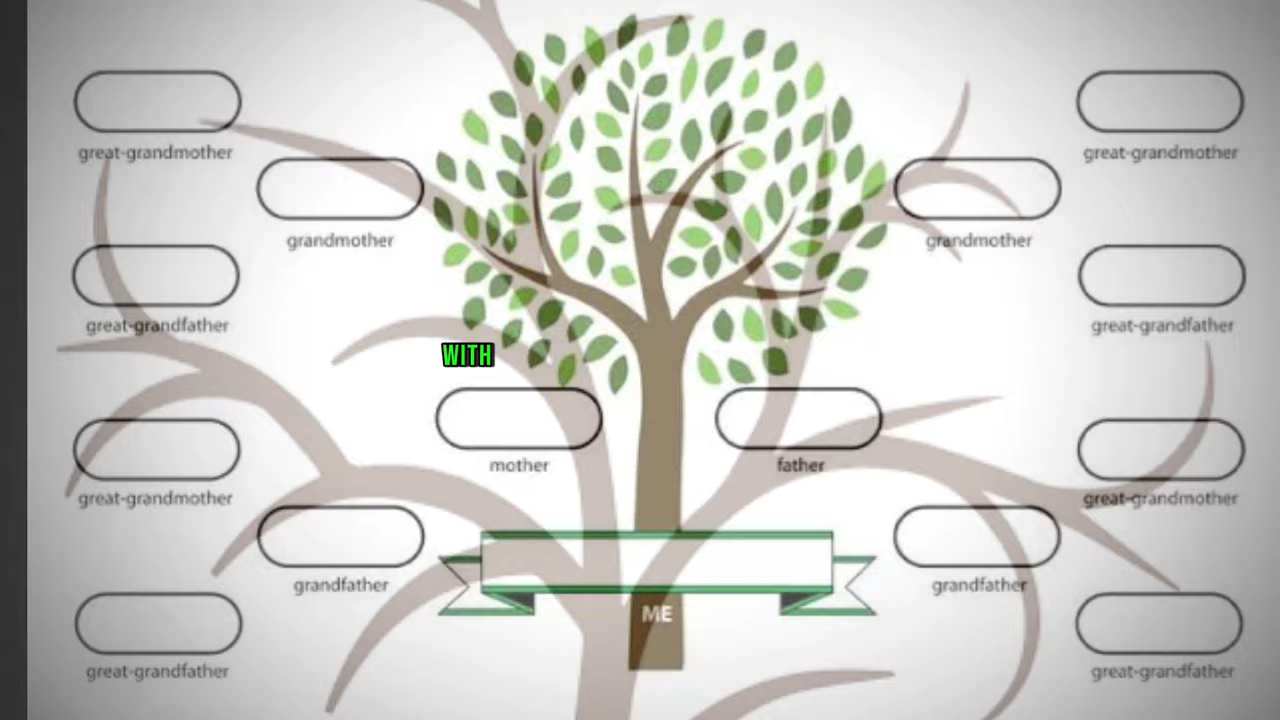 great-grandmother
great-grandmother
grandmother
grandmother
great-grandfather
great-grandfather
WITH
mother
father
great-grandmother
great-grandmother
grandfather
grandfather
ME
great-grandfather
great-grandfather